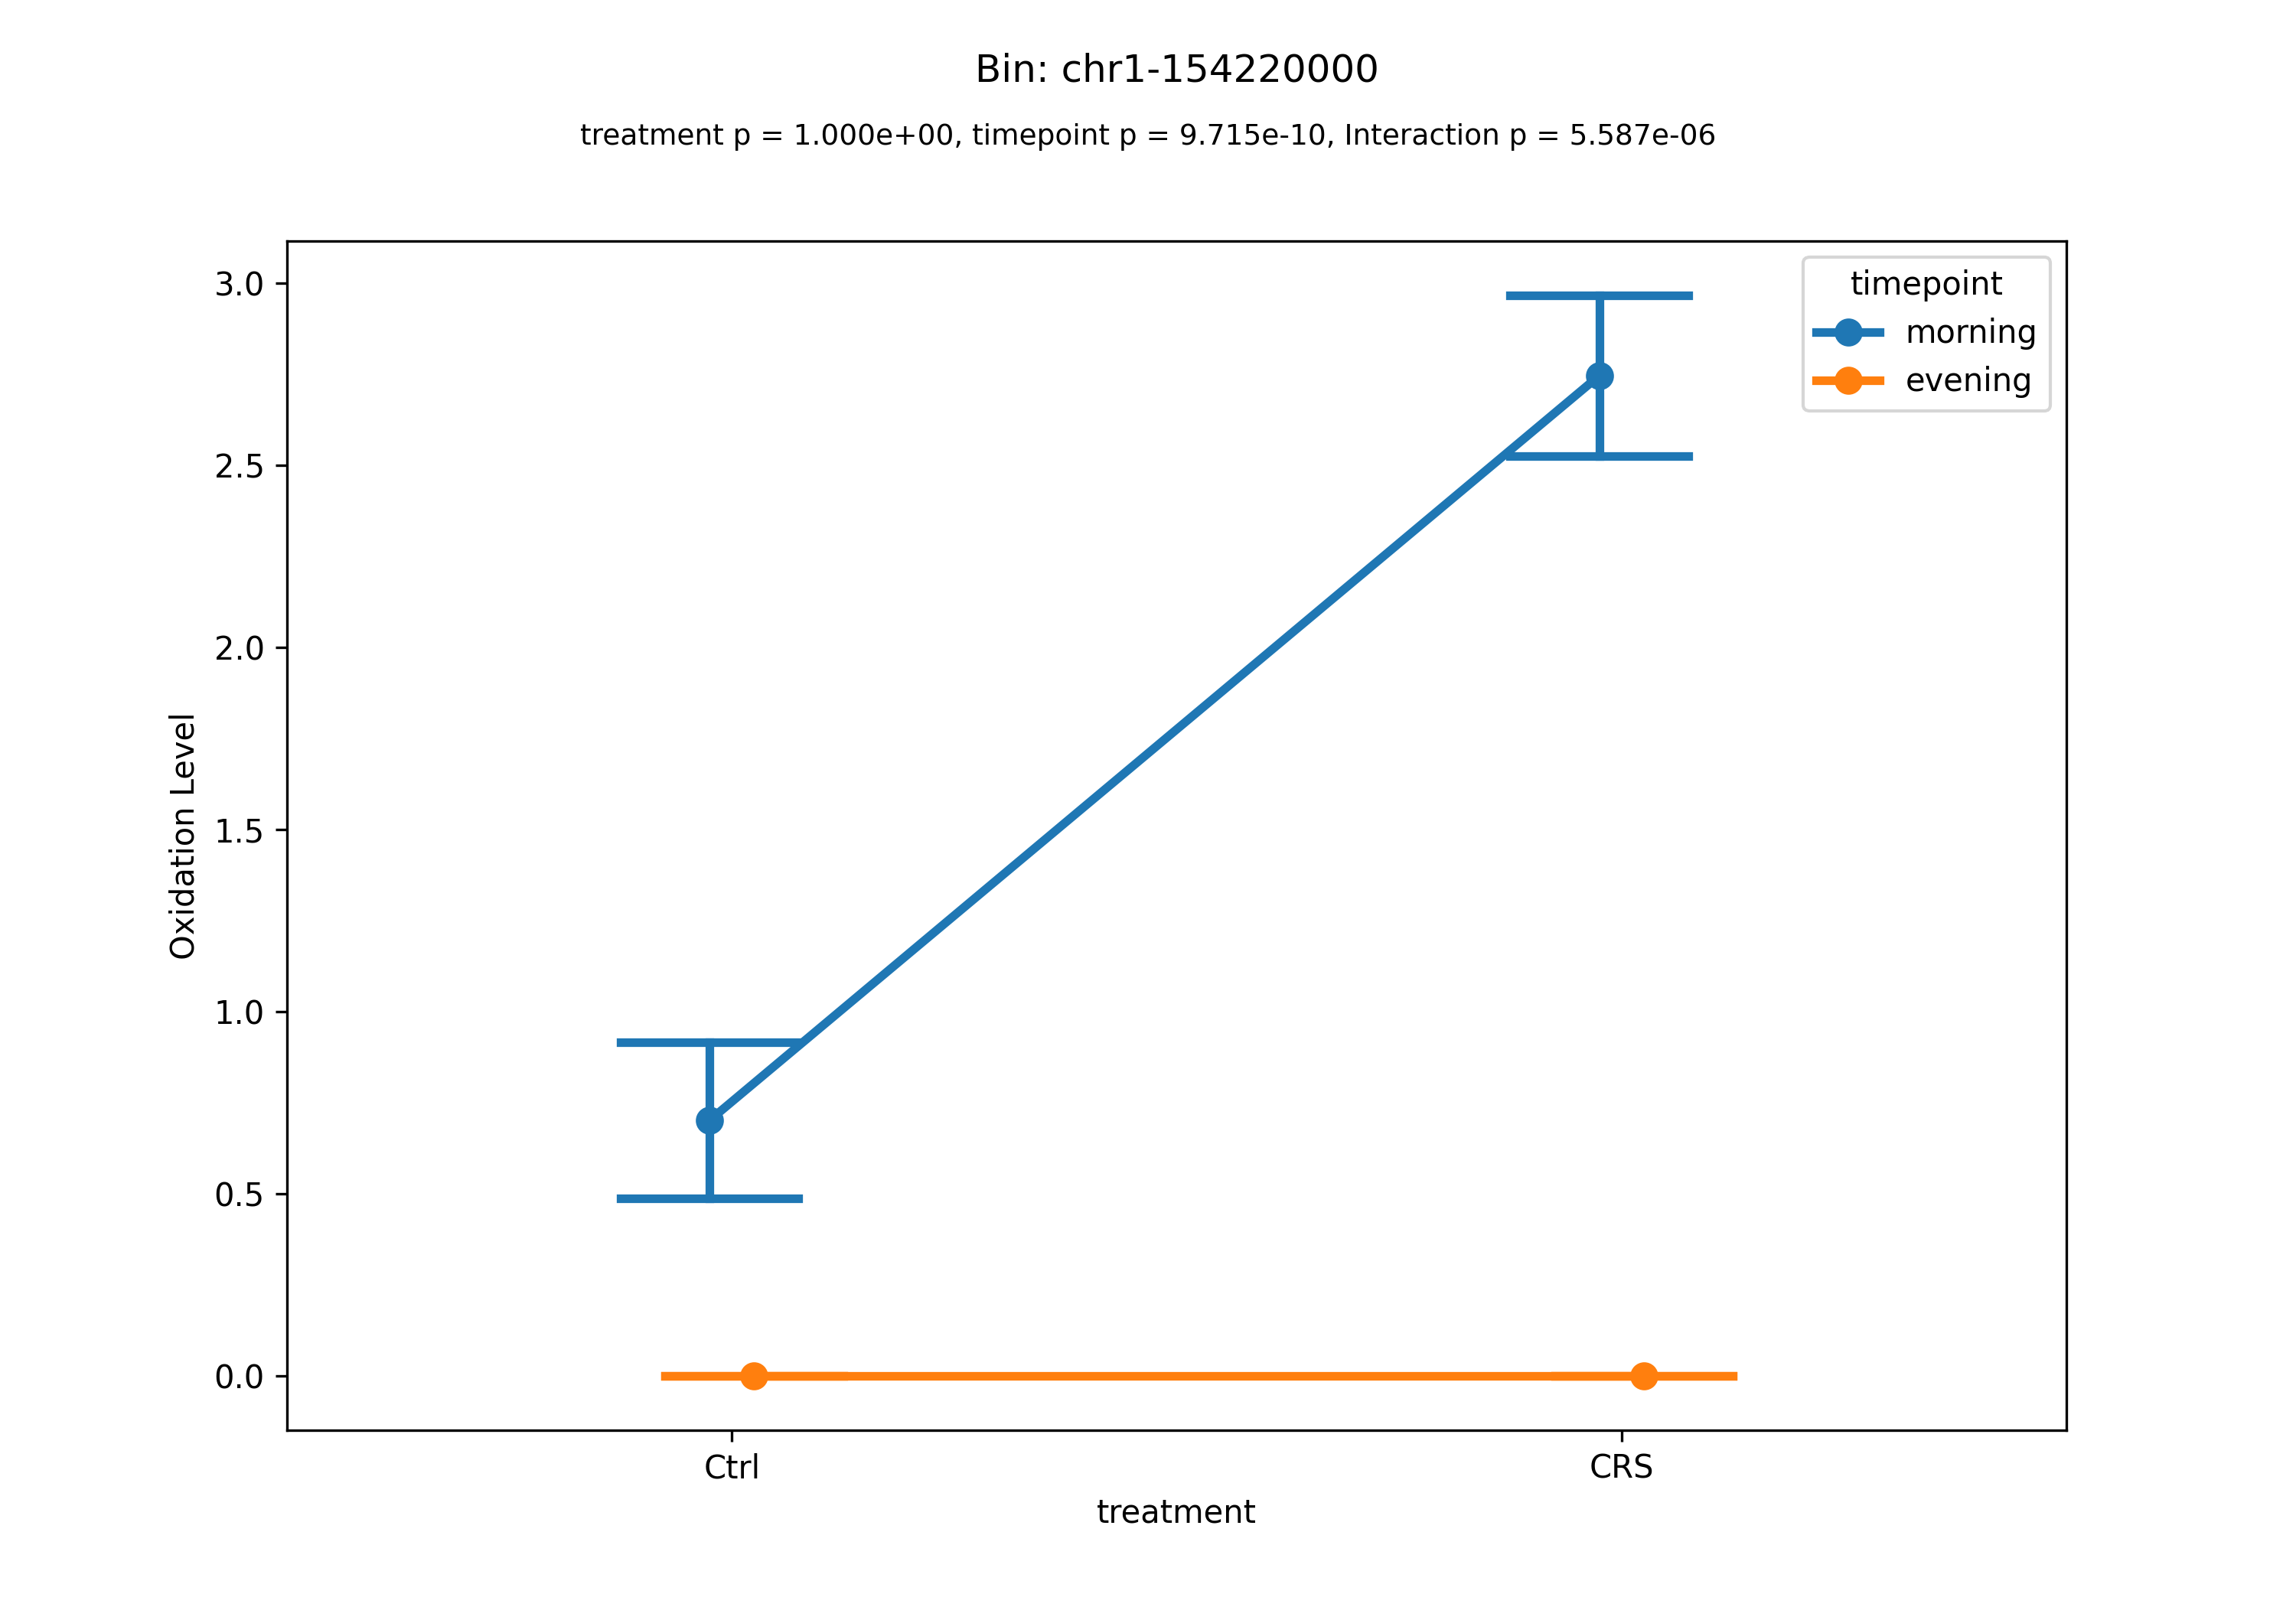 Bin: chr1-154220000
treatment p = 1.000e+00, timepoint p = 9.715e-10, Interaction p = 5.587e-06
timepoint
morning
evening
3.0
2.5
2.0
1.5
1.0
0.5
0.0
Oxidation Level
Ctrl
CRS
treatment